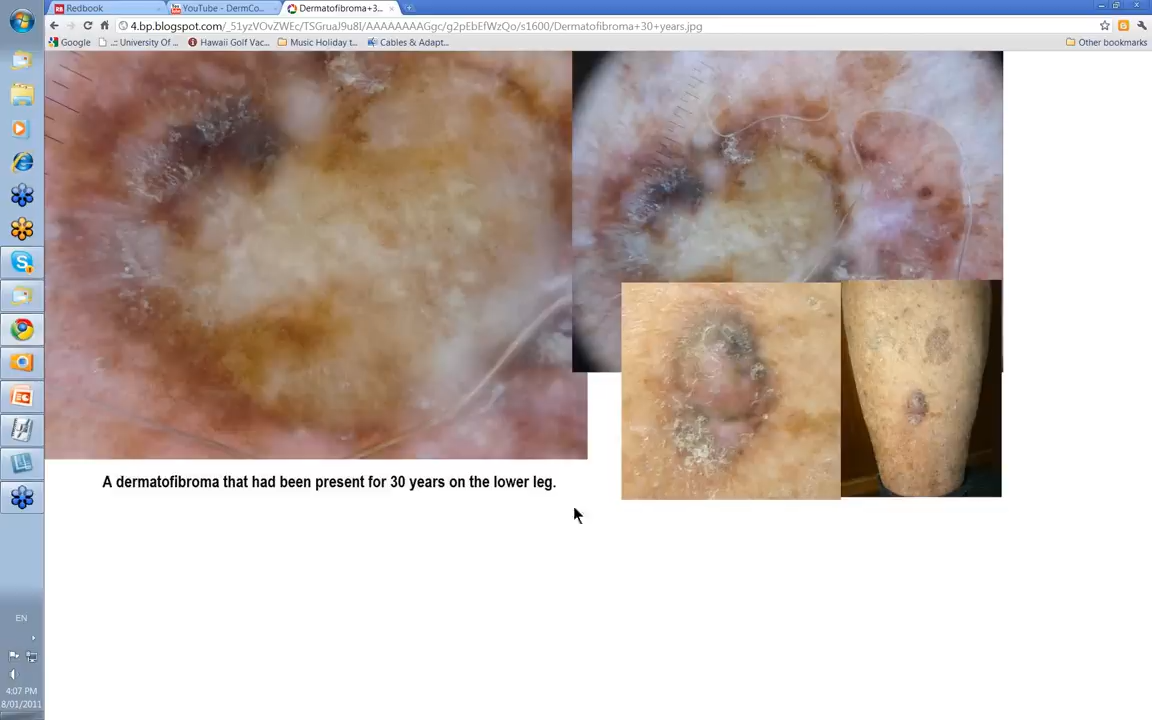 Redbook
YouTube - DermCo...
Dermatofibroma+3...
4.bp.blogspot.com/_51yzVOvZWEc/TSGruaJ9u8I/AAAAAAAAGgc/g2pEbEfWzQo/s1600/Dermatofibroma+30+years.jpg
Google
..:: University Of ...
Hawaii Golf Vac...
Music Holiday t...
Cables & Adapt...
Other bookmarks
A dermatofibroma that had been present for 30 years on the lower leg.
EN
4:07 PM
8/01/2011